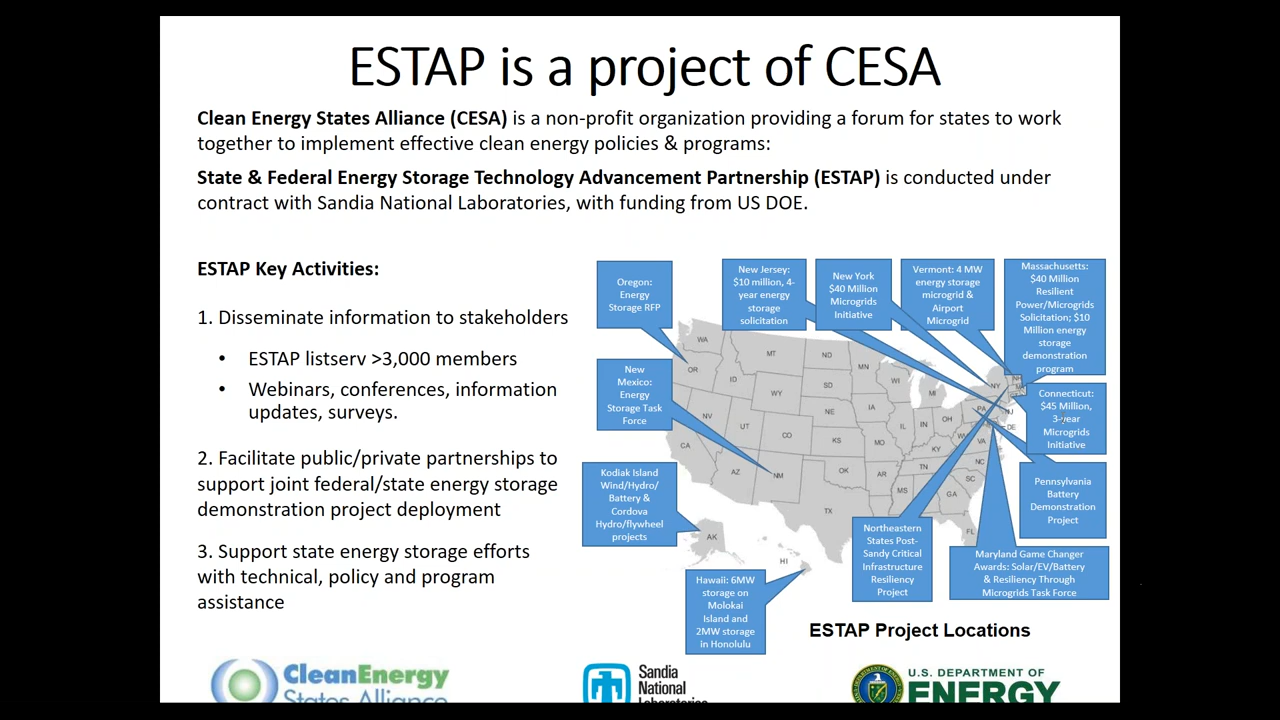 ESTAP is a project of CESA
Clean Energy States Alliance (CESA) is a non-profit organization providing a forum for states to work
together to implement effective clean energy policies & programs:
State & Federal Energy Storage Technology Advancement Partnership (ESTAP) is conducted under
contract with Sandia National Laboratories, with funding from US DOE.
ESTAP Key Activities:
1. Disseminate information to stakeholders
• ESTAP listserv >3,000 members
• Webinars, conferences, information
updates, surveys.
2. Facilitate public/private partnerships to
support joint federal/state energy storage
demonstration project deployment
3. Support state energy storage efforts
with technical, policy and program
assistance
Oregon:
Energy
Storage RFP
New Jersey:
$10 million, 4-
year energy
storage
solicitation
New York
$40 Million
Microgrids
Initiative
Vermont: 4 MW
energy storage
microgrid &
Airport
Microgrid
Massachusetts:
$40 Million
Resilient
Power/Microgrids
Solicitation; $10
Million energy
storage
demonstration
program
New
Mexico:
Energy
Storage Task
Force
Connecticut:
$45 Million,
3-year
Microgrids
Initiative
Kodiak Island
Wind/Hydro/
Battery &
Cordova
Hydro/flywheel
projects
Pennsylvania
Battery
Demonstration
Project
Northeastern
States Post-
Sandy Critical
Infrastructure
Resiliency
Project
Maryland Game Changer
Awards: Solar/EV/Battery
& Resiliency Through
Microgrids Task Force
Hawaii: 6MW
storage on
Molokai
Island and
2MW storage
in Honolulu
WA
MT
ND
MN
OR
ID
SD
WI
MI
NY
NH
WY
IA
NE
PA
NJ
NV
UT
CO
KS
MO
IL
IN
OH
DE
CA
WV
VA
KY
AZ
NM
OK
AR
TN
NC
SC
MS
GA
TX
FL
AK
HI
ESTAP Project Locations
CleanEnergy
States Alliance
Sandia
National
Laboratories
U.S. DEPARTMENT OF
ENERGY